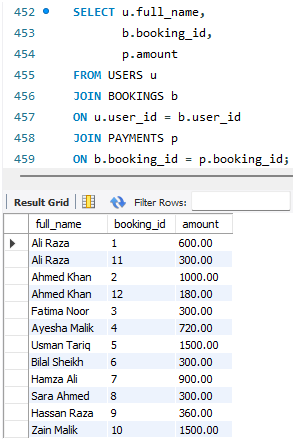 452 SELECT u.full_name,
453 b.booking_id,
454 p.amount
455 FROM USERS u
456 JOIN BOOKINGS b
457 ON u.user_id = b.user_id
458 JOIN PAYMENTS p
459 ON b.booking_id = p.booking_id;
Result Grid Filter Rows:
full_name booking_id amount
Ali Raza 1 600.00
Ali Raza 11 300.00
Ahmed Khan 2 1000.00
Ahmed Khan 12 180.00
Fatima Noor 3 300.00
Ayesha Malik 4 720.00
Usman Tariq 5 1500.00
Bilal Sheikh 6 300.00
Hamza Ali 7 900.00
Sara Ahmed 8 300.00
Hassan Raza 9 360.00
Zain Malik 10 1500.00